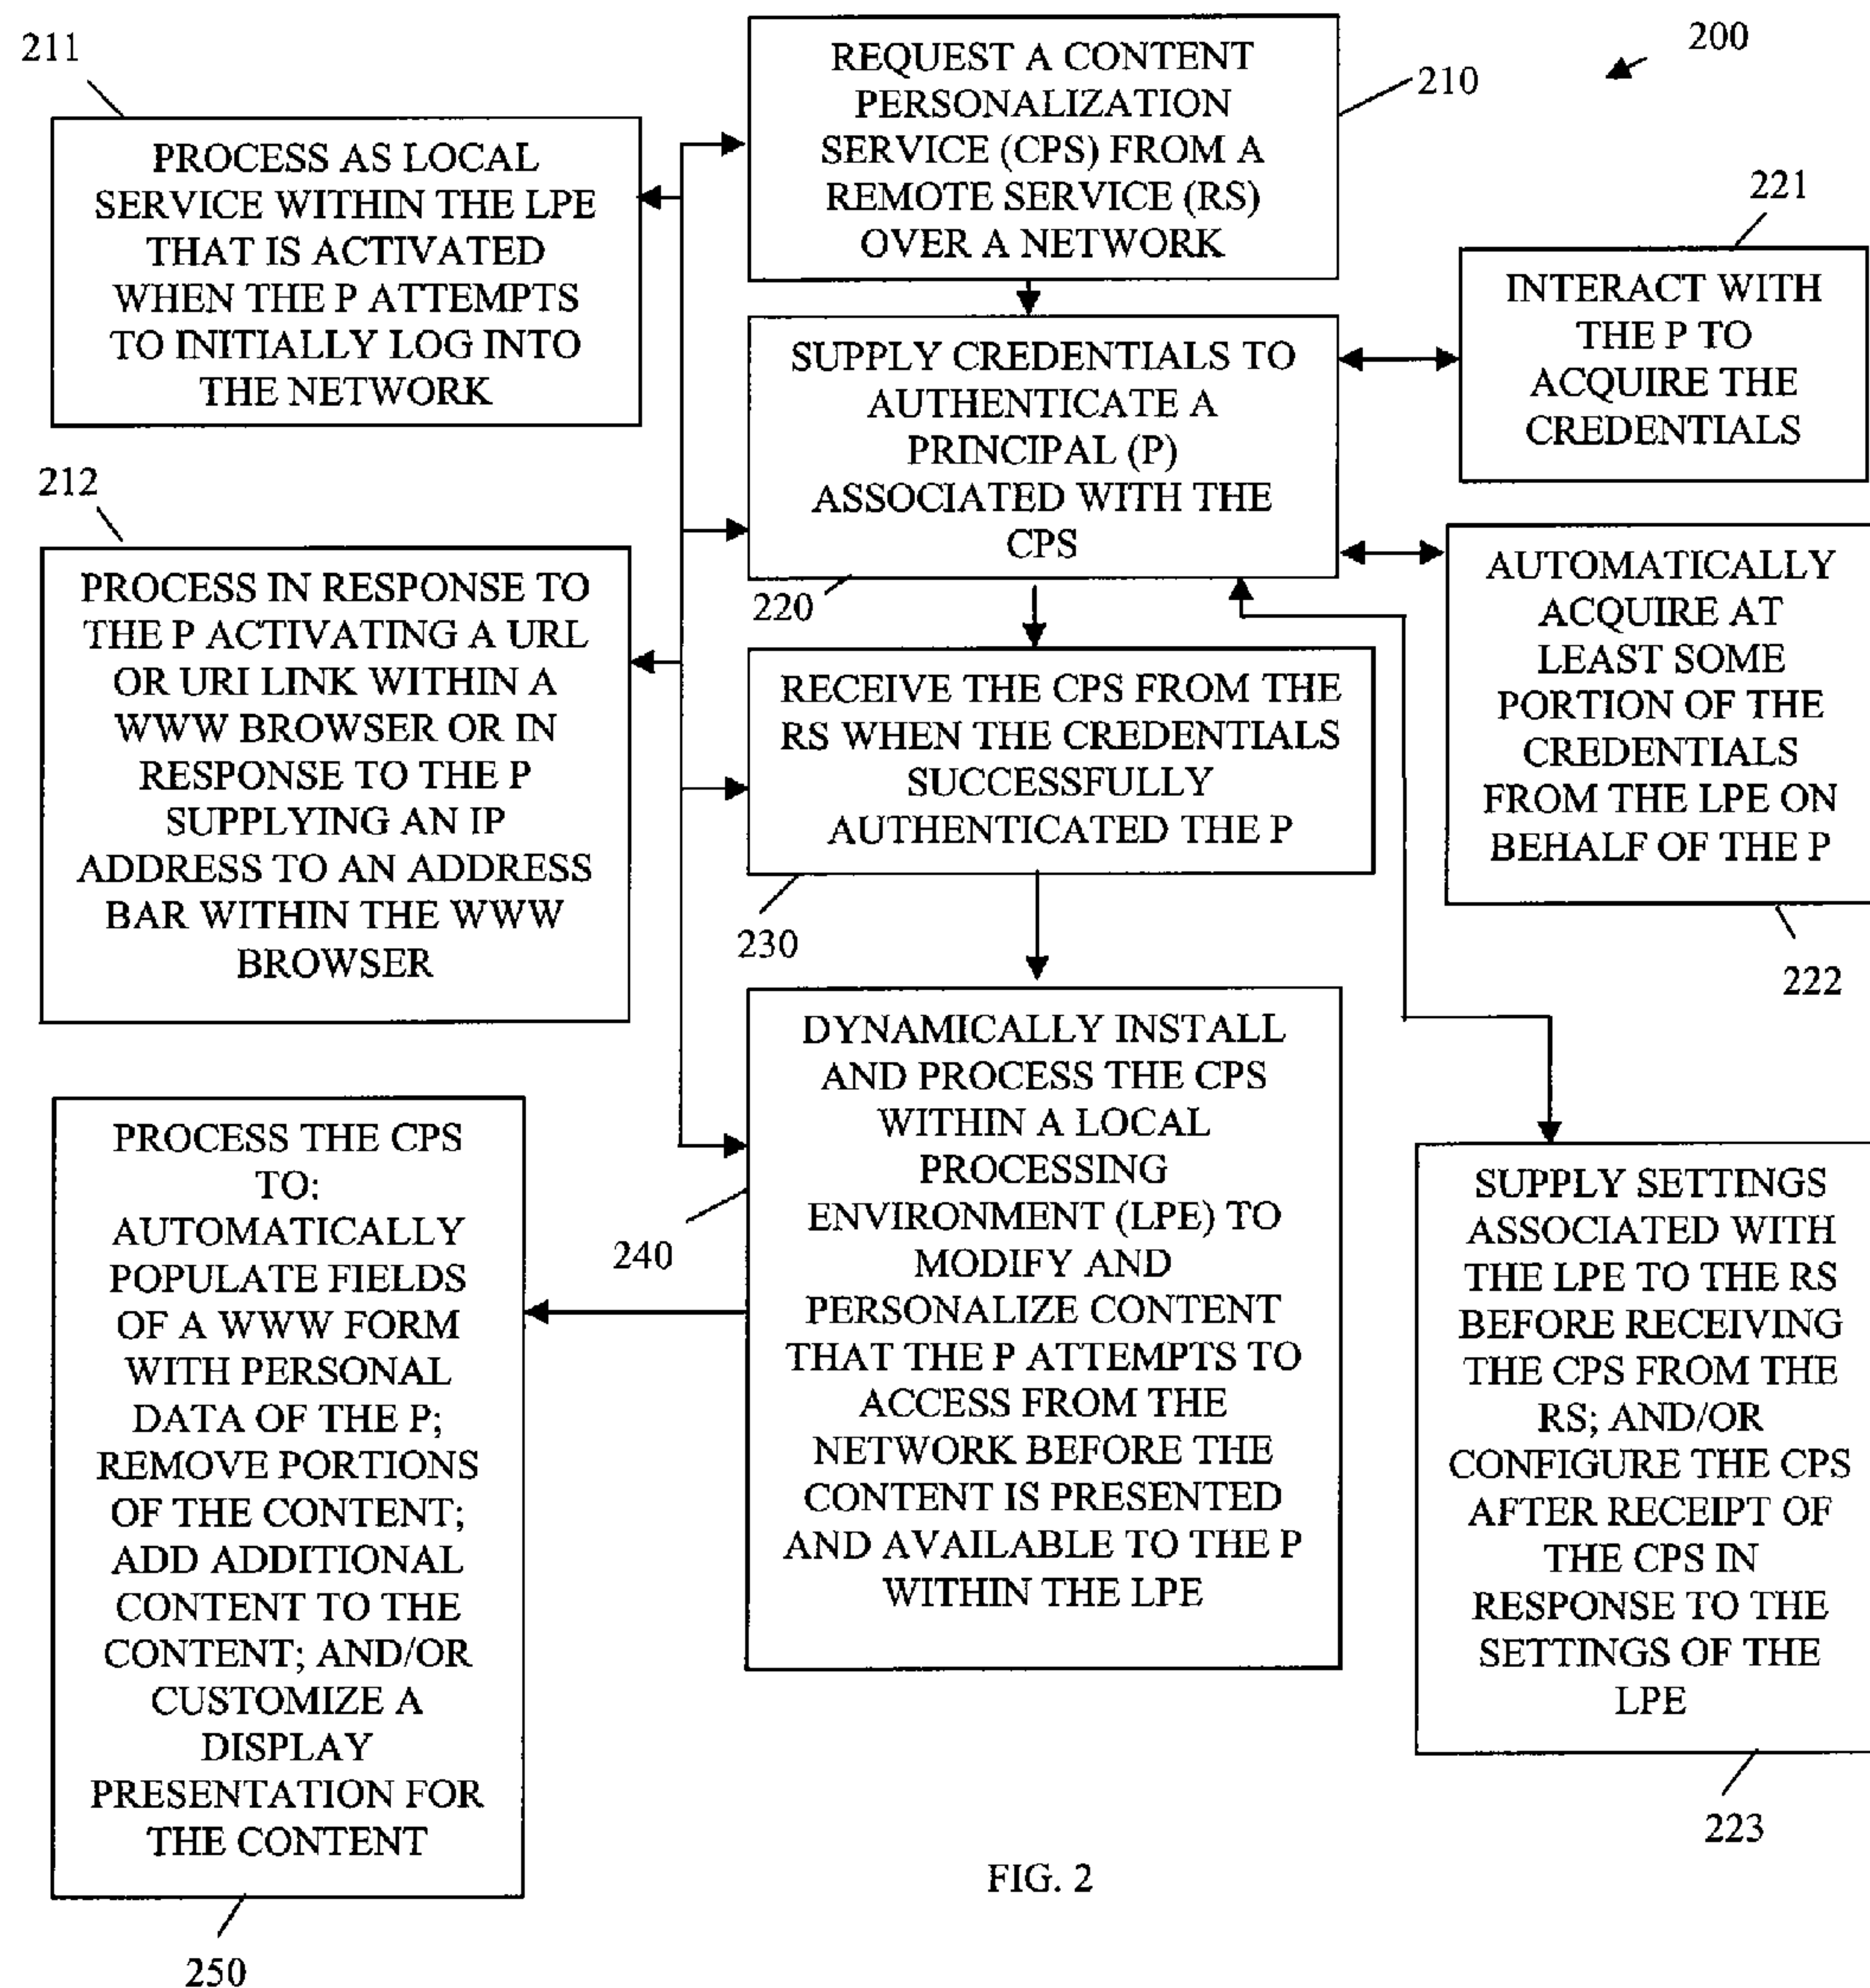 200
210
REQUEST A CONTENT
PERSONALIZATION
SERVICE (CPS) FROM A
REMOTE SERVICE (RS)
OVER A NETWORK
211
PROCESS AS LOCAL
SERVICE WITHIN THE LPE
THAT IS ACTIVATED
WHEN THE P ATTEMPTS
TO INITIALLY LOG INTO
THE NETWORK
221
INTERACT WITH
THE P TO
ACQUIRE THE
CREDENTIALS
SUPPLY CREDENTIALS TO
AUTHENTICATE A
PRINCIPAL (P)
ASSOCIATED WITH THE
CPS
220
212
PROCESS IN RESPONSE TO
THE P ACTIVATING A URL
OR URI LINK WITHIN A
WWW BROWSER OR IN
RESPONSE TO THE P
SUPPLYING AN IP
ADDRESS TO AN ADDRESS
BAR WITHIN THE WWW
BROWSER
AUTOMATICALLY
ACQUIRE AT
LEAST SOME
PORTION OF THE
CREDENTIALS
FROM THE LPE ON
BEHALF OF THE P
222
RECEIVE THE CPS FROM THE
RS WHEN THE CREDENTIALS
SUCCESSFULLY
AUTHENTICATED THE P
230
DYNAMICALLY INSTALL
AND PROCESS THE CPS
WITHIN A LOCAL
PROCESSING
ENVIRONMENT (LPE) TO
MODIFY AND
PERSONALIZE CONTENT
THAT THE P ATTEMPTS TO
ACCESS FROM THE
NETWORK BEFORE THE
CONTENT IS PRESENTED
AND AVAILABLE TO THE P
WITHIN THE LPE
240
PROCESS THE CPS
TO:
AUTOMATICALLY
POPULATE FIELDS
OF A WWW FORM
WITH PERSONAL
DATA OF THE P;
REMOVE PORTIONS
OF THE CONTENT;
ADD ADDITIONAL
CONTENT TO THE
CONTENT; AND/OR
CUSTOMIZE A
DISPLAY
PRESENTATION FOR
THE CONTENT
250
SUPPLY SETTINGS
ASSOCIATED WITH
THE LPE TO THE RS
BEFORE RECEIVING
THE CPS FROM THE
RS; AND/OR
CONFIGURE THE CPS
AFTER RECEIPT OF
THE CPS IN
RESPONSE TO THE
SETTINGS OF THE
LPE
223
FIG. 2